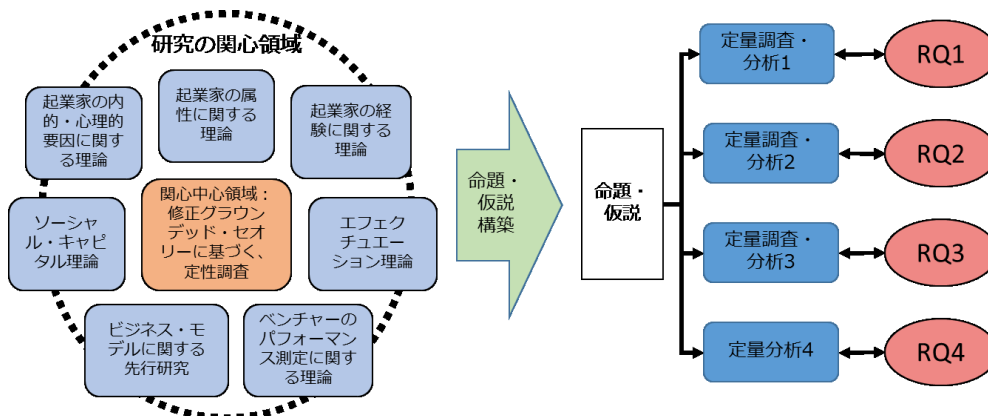 研究の関心領域
起業家の内
的・心理的
要因に関す
る理論
起業家の属
性に関する
理論
起業家の経
験に関する
理論
ソーシャ
ル・キャピ
タル理論
関心中心領域：
修正グラウン
デッド・セオ
リーに基づく、
定性調査
エフェク
チュエー
ション理論
ビジネス・モ
デルに関する
先行研究
ベンチャーの
パフォーマン
ス測定に関す
る理論
命題・
仮説
構築
命題・
仮説
定量調査・
分析1
RQ1
定量調査・
分析2
RQ2
定量調査・
分析3
RQ3
定量分析4
RQ4